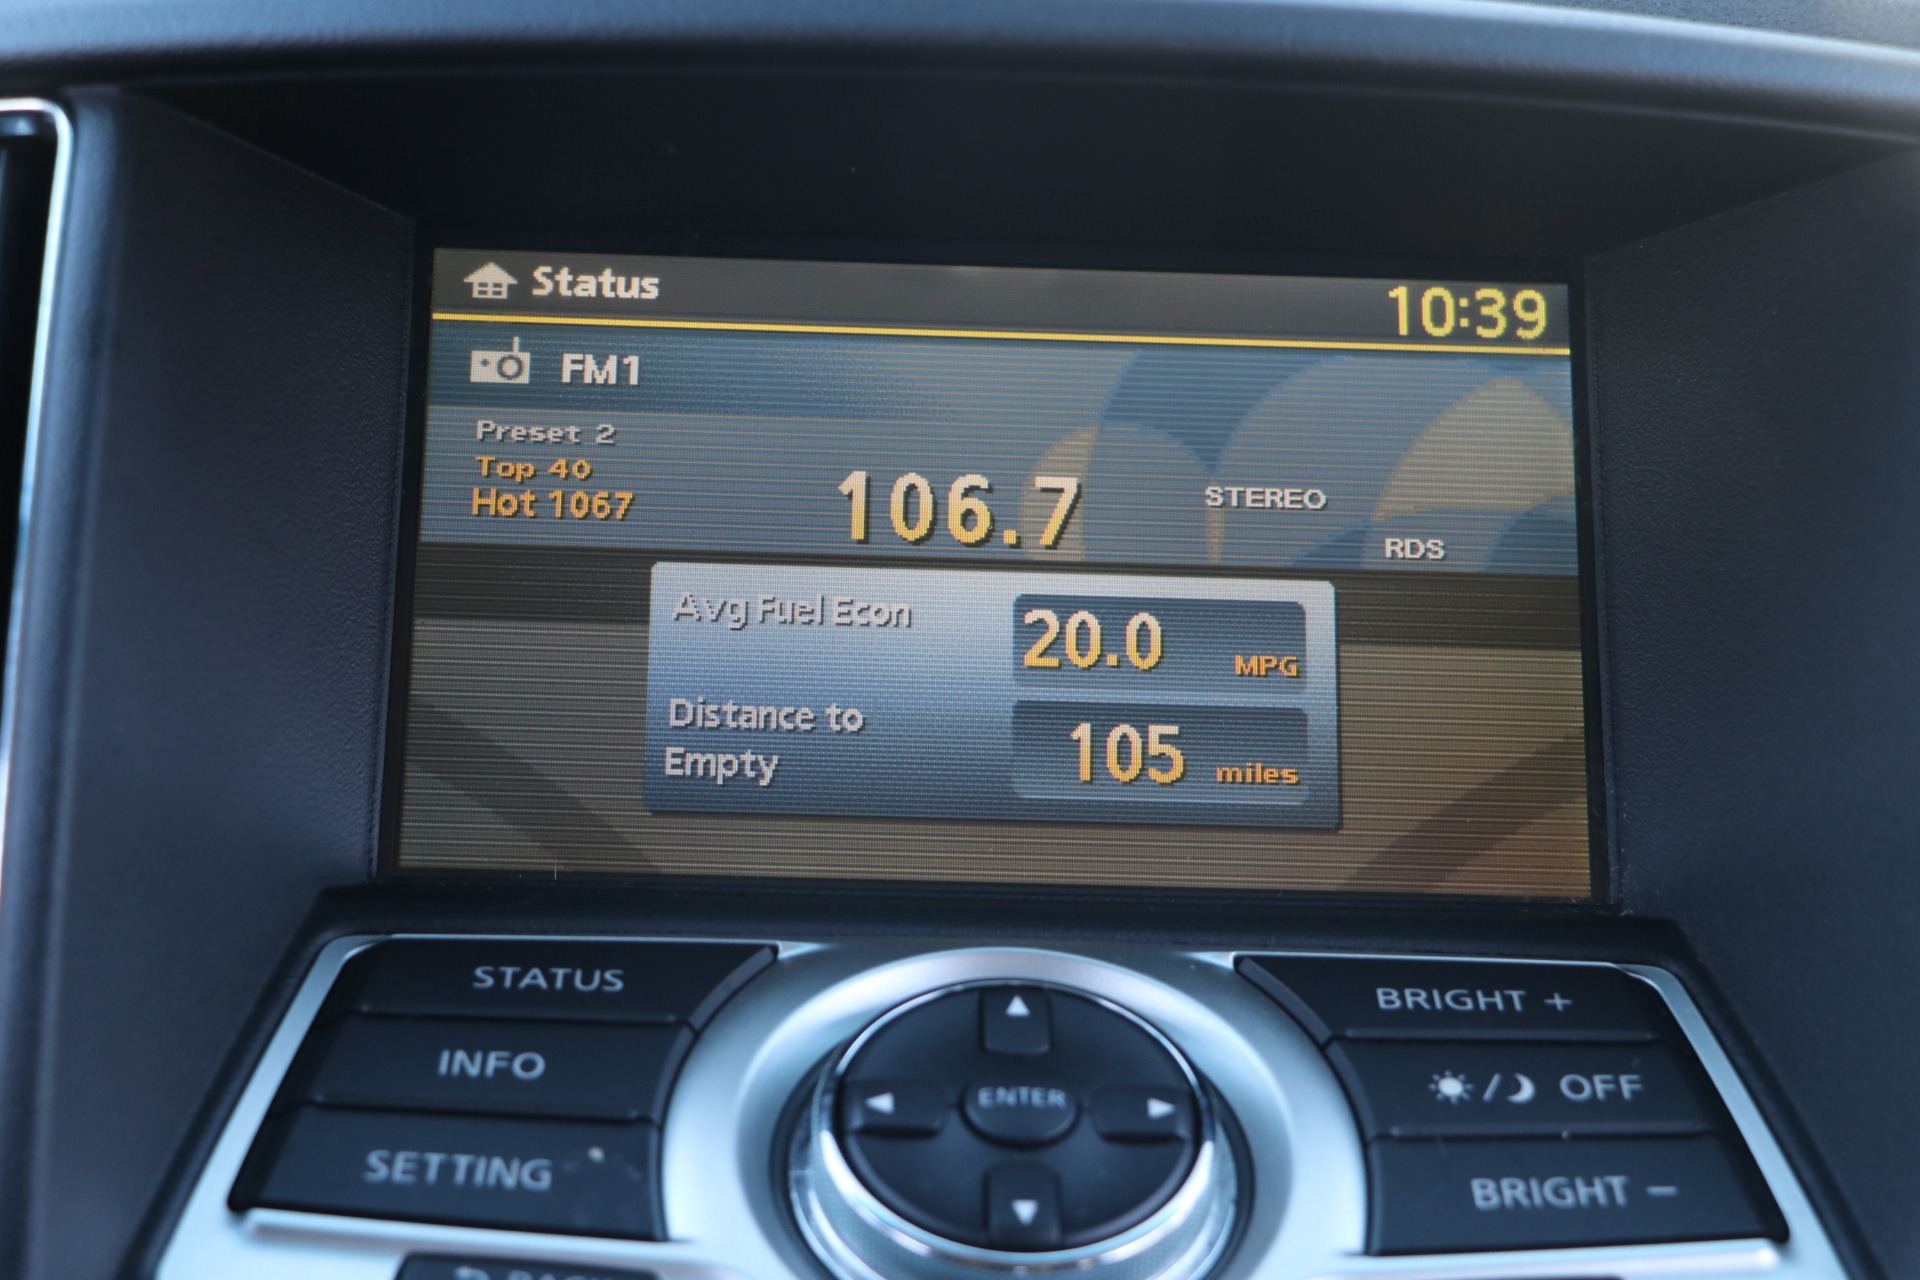 Status
10:39
FM1
Preset 2
Top 40
Hot 1067
106.7
STEREO
RDS
Avg Fuel Econ
20.0 MPG
Distance to
Empty
105 miles
STATUS
INFO
SETTING
ENTER
BRIGHT +
/ OFF
BRIGHT -
BACK